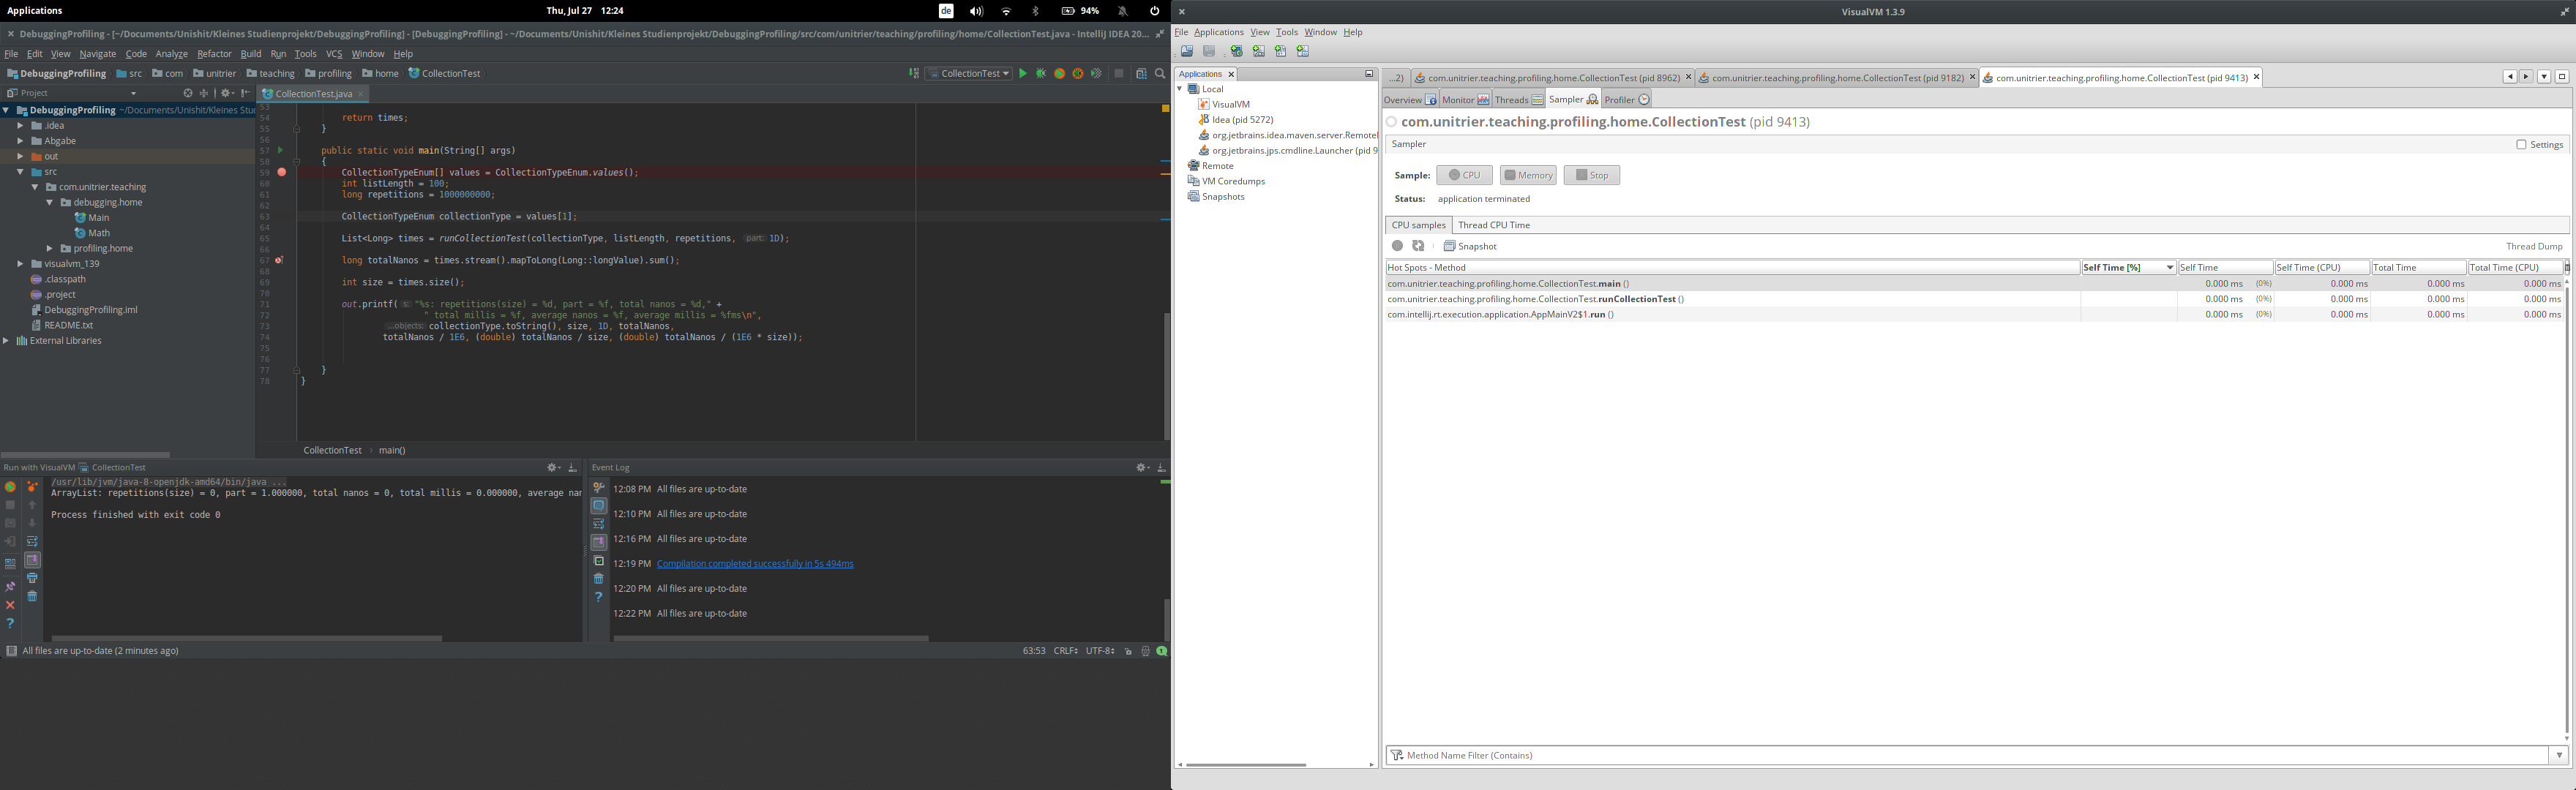 Applications
Thu, Jul 27 12:24
de
94%
DebuggingProfiling - [~/Documents/Unishit/Kleines Studienprojekt/DebuggingProfiling] - [DebuggingProfiling] - ~/Documents/Unishit/Kleines Studienprojekt/DebuggingProfiling/src/com/unitrier/teaching/profiling/home/CollectionTest.java - IntelliJ IDEA 20...
File Edit View Navigate Code Analyze Refactor Build Run Tools VCS Window Help
DebuggingProfiling src com unitrier teaching profiling home CollectionTest
CollectionTest
Project
CollectionTest.java
DebuggingProfiling ~/Documents/Unishit/Kleines Stu
.idea
Abgabe
out
src
com.unitrier.teaching
debugging.home
Main
Math
profiling.home
visualvm_139
.classpath
.project
DebuggingProfiling.iml
README.txt
External Libraries
53
54 return times;
55 }
56
57 public static void main(String[] args)
58 {
59 CollectionTypeEnum[] values = CollectionTypeEnum.values();
60 int listLength = 100;
61 long repetitions = 1000000000;
62
63 CollectionTypeEnum collectionType = values[1];
64
65 List<Long> times = runCollectionTest(collectionType, listLength, repetitions, part: 1D);
66
67 long totalNanos = times.stream().mapToLong(Long::longValue).sum();
68
69 int size = times.size();
70
71 out.printf( s: "%s: repetitions(size) = %d, part = %f, total nanos = %d," +
72 " total millis = %f, average nanos = %f, average millis = %fms\n",
73 ...objects: collectionType.toString(), size, 1D, totalNanos,
74 totalNanos / 1E6, (double) totalNanos / size, (double) totalNanos / (1E6 * size));
75
76
77 }
78 }
CollectionTest › main()
Run with VisualVM CollectionTest
/usr/lib/jvm/java-8-openjdk-amd64/bin/java ...
ArrayList: repetitions(size) = 0, part = 1.000000, total nanos = 0, total millis = 0.000000, average nan
Process finished with exit code 0
Event Log
12:08 PM All files are up-to-date
12:10 PM All files are up-to-date
12:16 PM All files are up-to-date
12:19 PM Compilation completed successfully in 5s 494ms
12:20 PM All files are up-to-date
12:22 PM All files are up-to-date
All files are up-to-date (2 minutes ago)
63:53 CRLF UTF-8
VisualVM 1.3.9
File Applications View Tools Window Help
Applications
Local
VisualVM
Idea (pid 5272)
org.jetbrains.idea.maven.server.Remotel
org.jetbrains.jps.cmdline.Launcher (pid 9
Remote
VM Coredumps
Snapshots
...2) com.unitrier.teaching.profiling.home.CollectionTest (pid 8962) com.unitrier.teaching.profiling.home.CollectionTest (pid 9182) com.unitrier.teaching.profiling.home.CollectionTest (pid 9413)
Overview Monitor Threads Sampler Profiler
com.unitrier.teaching.profiling.home.CollectionTest (pid 9413)
Sampler
Settings
Sample: CPU Memory Stop
Status: application terminated
CPU samples Thread CPU Time
Snapshot
Thread Dump
Hot Spots - Method Self Time [%] Self Time Self Time (CPU) Total Time Total Time (CPU)
com.unitrier.teaching.profiling.home.CollectionTest.main () 0.000 ms (0%) 0.000 ms 0.000 ms 0.000 ms
com.unitrier.teaching.profiling.home.CollectionTest.runCollectionTest () 0.000 ms (0%) 0.000 ms 0.000 ms 0.000 ms
com.intellij.rt.execution.application.AppMainV2$1.run () 0.000 ms (0%) 0.000 ms 0.000 ms 0.000 ms
Method Name Filter (Contains)